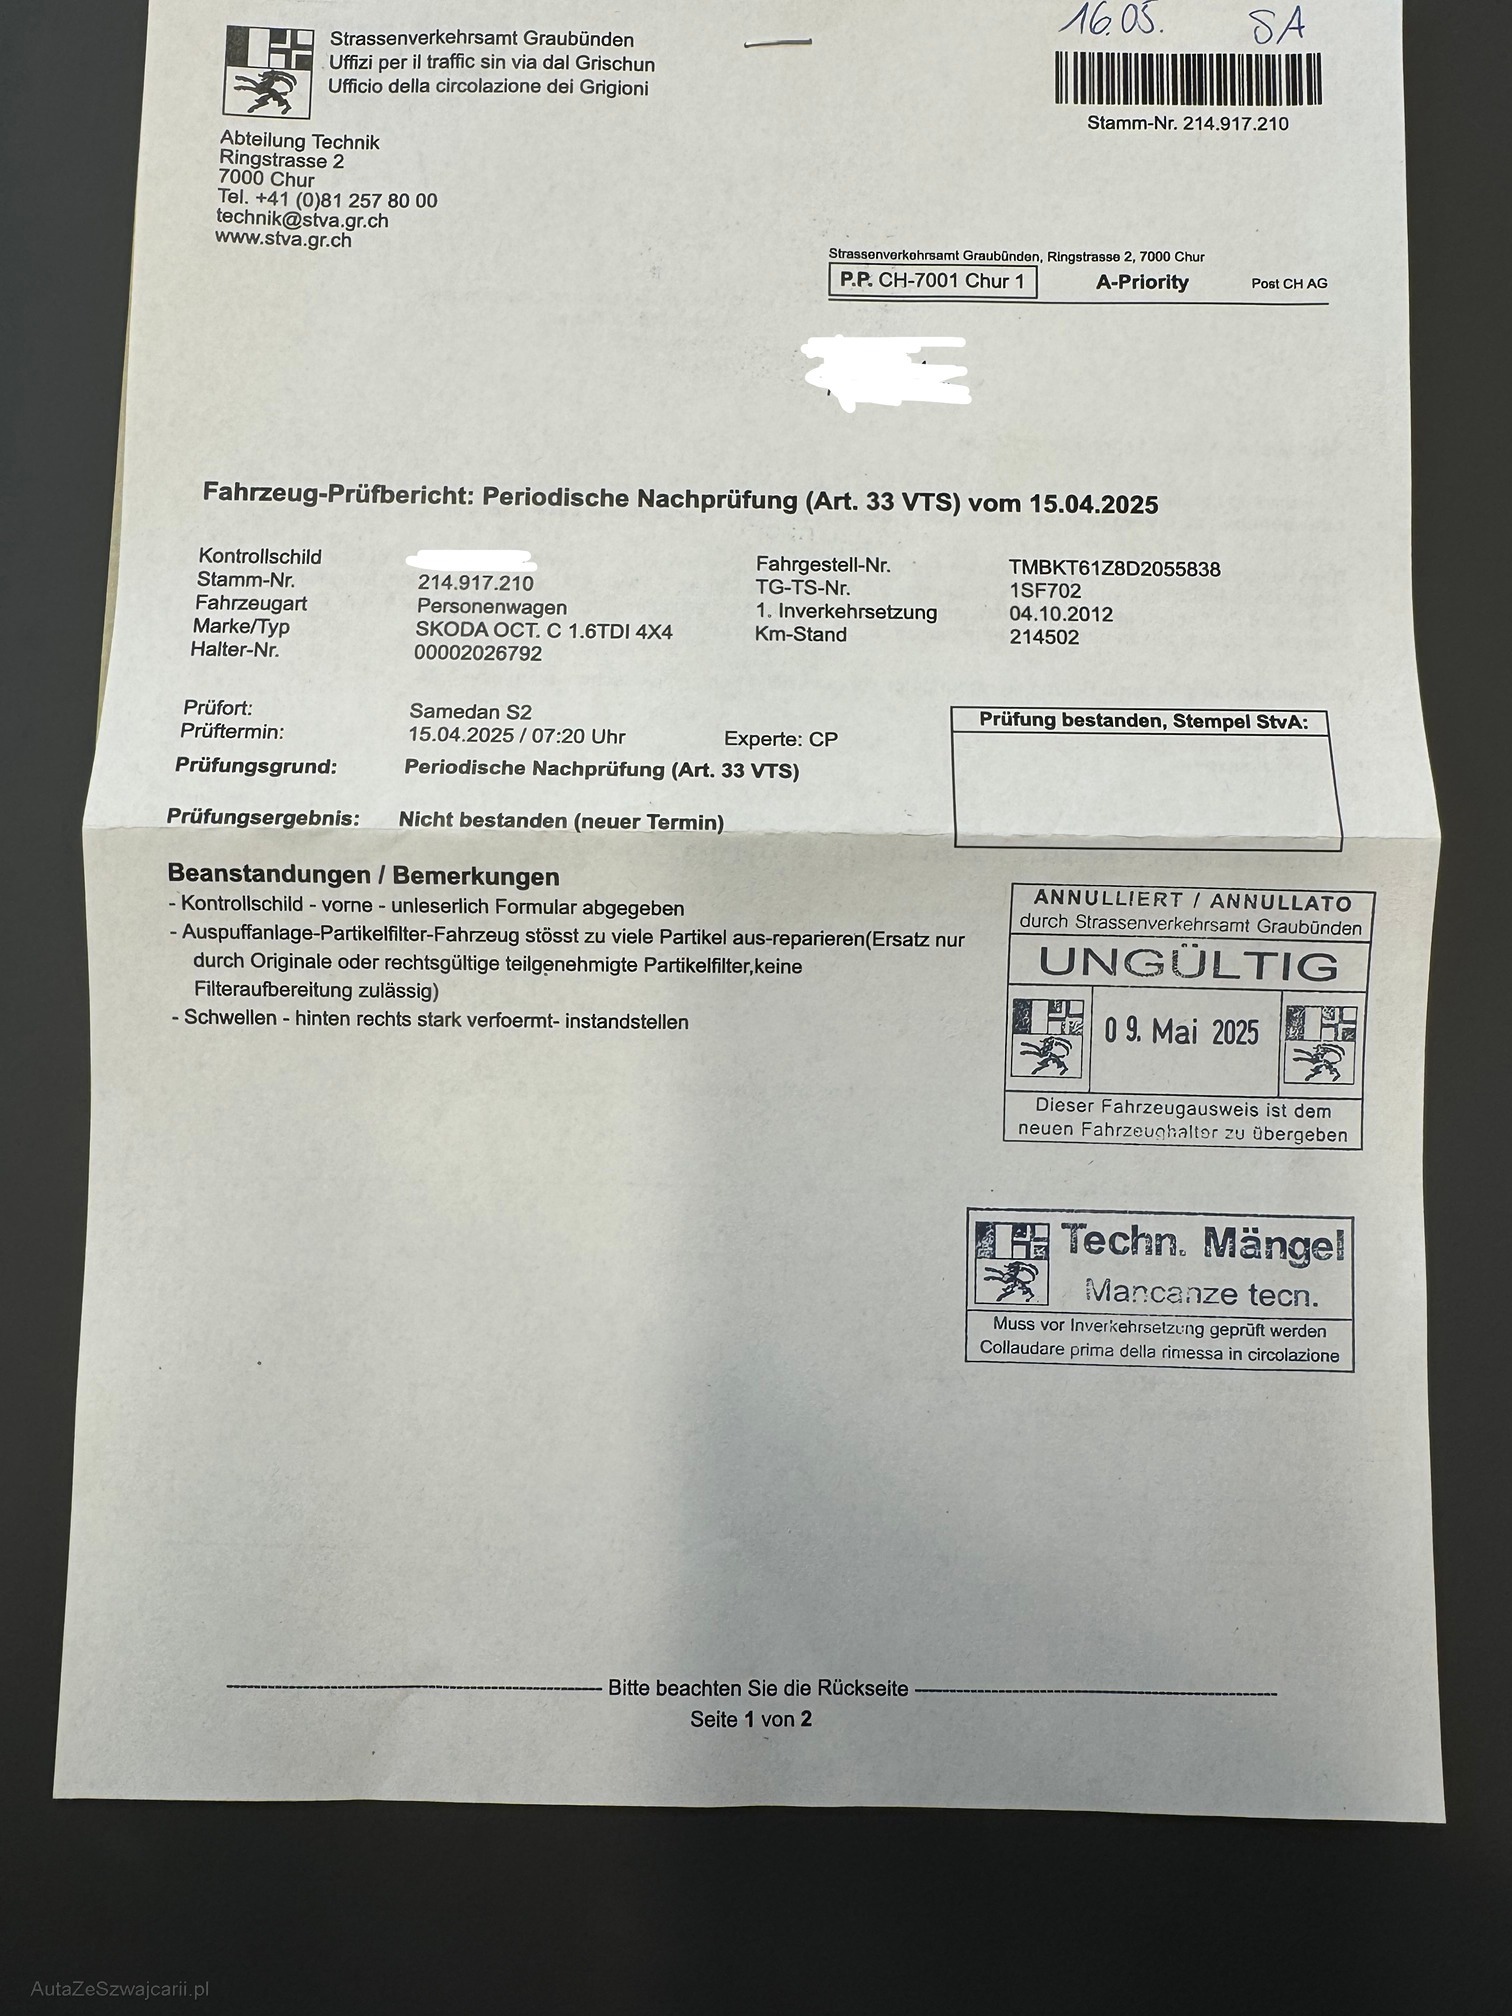 16.05. SA
Strassenverkehrsamt Graubünden
Uffizi per il traffic sin via dal Grischun
Ufficio della circolazione dei Grigioni
Stamm-Nr. 214.917.210
Abteilung Technik
Ringstrasse 2
7000 Chur
Tel. +41 (0)81 257 80 00
technik@stva.gr.ch
www.stva.gr.ch
Strassenverkehrsamt Graubünden, Ringstrasse 2, 7000 Chur
P.P. CH-7001 Chur 1 A-Priority Post CH AG
Fahrzeug-Prüfbericht: Periodische Nachprüfung (Art. 33 VTS) vom 15.04.2025
Kontrollschild
Stamm-Nr. 214.917.210
Fahrzeugart Personenwagen
Marke/Typ SKODA OCT. C 1.6TDI 4X4
Halter-Nr. 00002026792
Fahrgestell-Nr. TMBKT61Z8D2055838
TG-TS-Nr. 1SF702
1. Inverkehrsetzung 04.10.2012
Km-Stand 214502
Prüfort: Samedan S2
Prüftermin: 15.04.2025 / 07:20 Uhr Experte: CP
Prüfungsgrund: Periodische Nachprüfung (Art. 33 VTS)
Prüfungsergebnis: Nicht bestanden (neuer Termin)
Prüfung bestanden, Stempel StvA:
Beanstandungen / Bemerkungen
- Kontrollschild - vorne - unleserlich Formular abgegeben
- Auspuffanlage-Partikelfilter-Fahrzeug stösst zu viele Partikel aus-reparieren(Ersatz nur
durch Originale oder rechtsgültige teilgenehmigte Partikelfilter,keine
Filteraufbereitung zulässig)
- Schwellen - hinten rechts stark verfoermt- instandstellen
ANNULLIERT / ANNULLATO
durch Strassenverkehrsamt Graubünden
UNGÜLTIG
09. Mai 2025
Dieser Fahrzeugausweis ist dem
neuen Fahrzeughalter zu übergeben
Techn. Mängel
Mancanze tecn.
Muss vor Inverkehrsetzung geprüft werden
Collaudare prima della rimessa in circolazione
Bitte beachten Sie die Rückseite
Seite 1 von 2
AutaZeSzwajcarii.pl